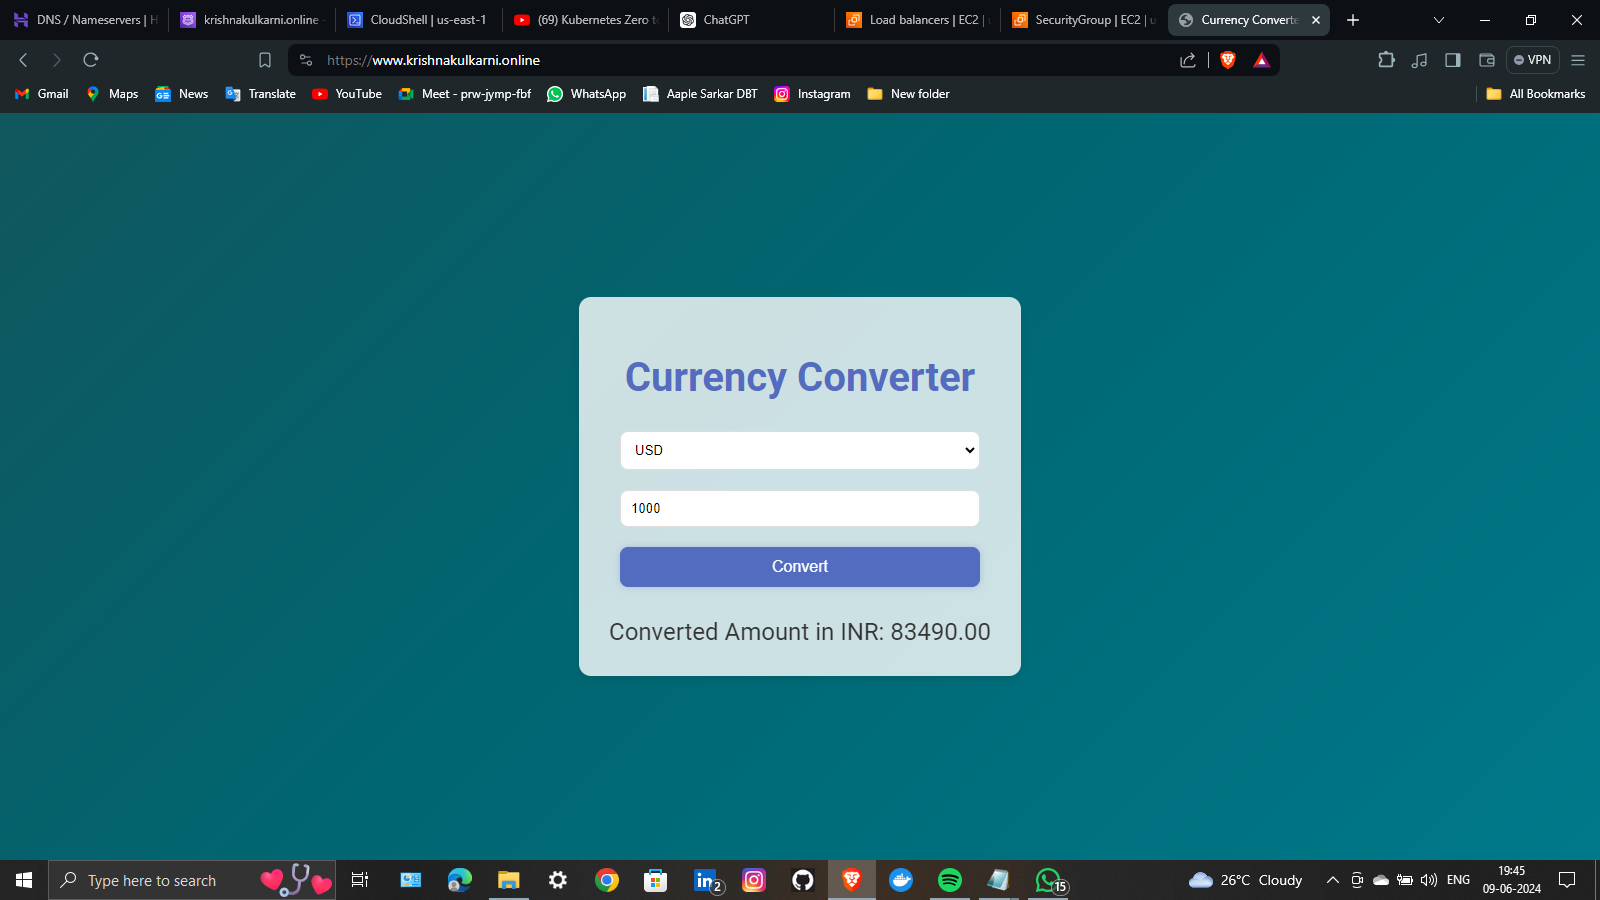 DNS / Nameservers | H
krishnakulkarni.online -
CloudShell | us-east-1
(69) Kubernetes Zero to
ChatGPT
Load balancers | EC2 | u
SecurityGroup | EC2 | u
Currency Converte
https://www.krishnakulkarni.online
VPN
Gmail
Maps
News
Translate
YouTube
Meet - prw-jymp-fbf
WhatsApp
Aaple Sarkar DBT
Instagram
New folder
All Bookmarks
Currency Converter
USD
1000
Convert
Converted Amount in INR: 83490.00
Type here to search
2
15
26°C Cloudy
ENG
19:45
09-06-2024